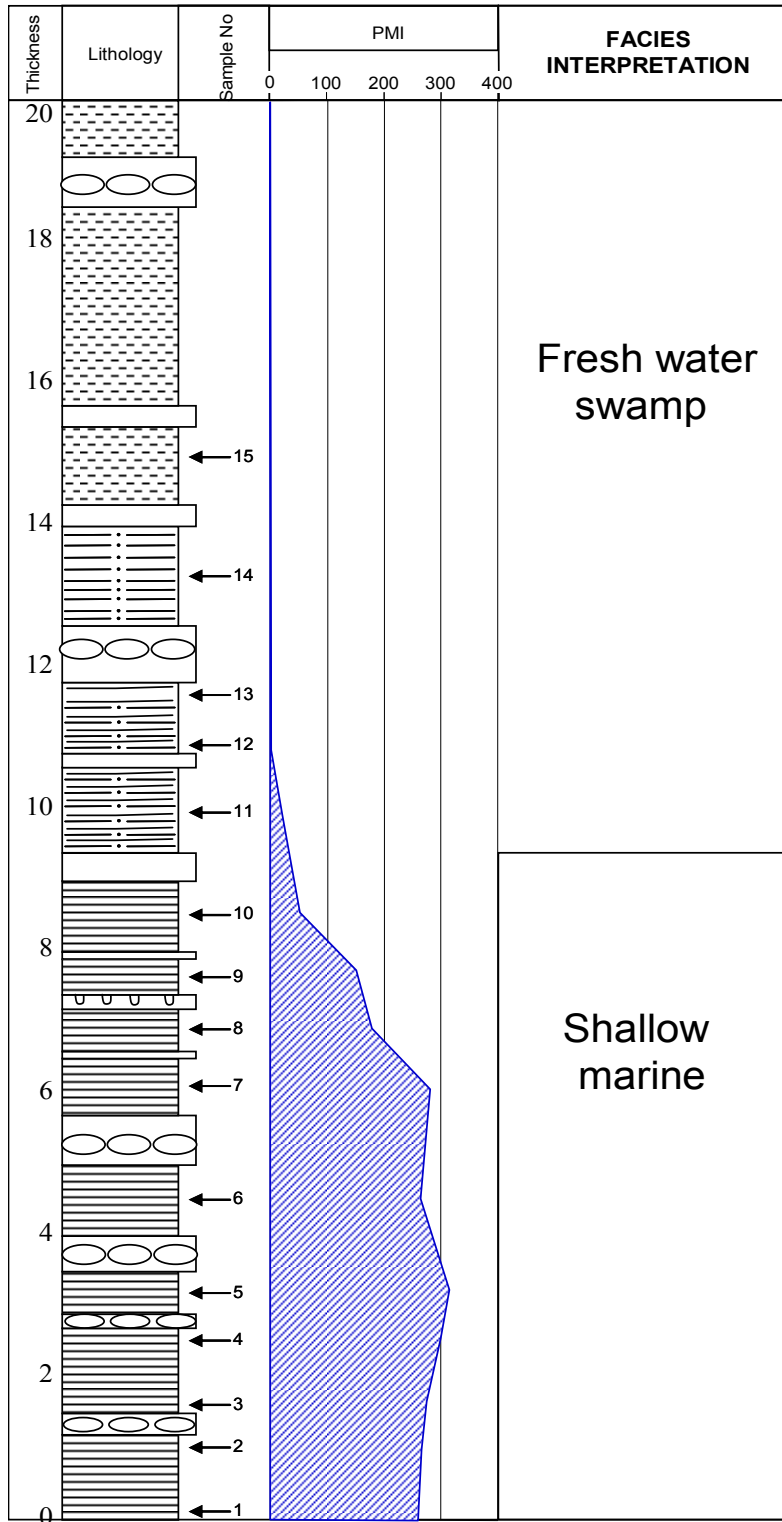 Thickness
Lithology
Sample No
PMI
FACIES
INTERPRETATION
0 100 200 300 400
20
18
16
14
12
10
8
6
4
2
0
15
14
13
12
11
10
9
8
7
6
5
4
3
2
1
Fresh water
swamp
Shallow
marine